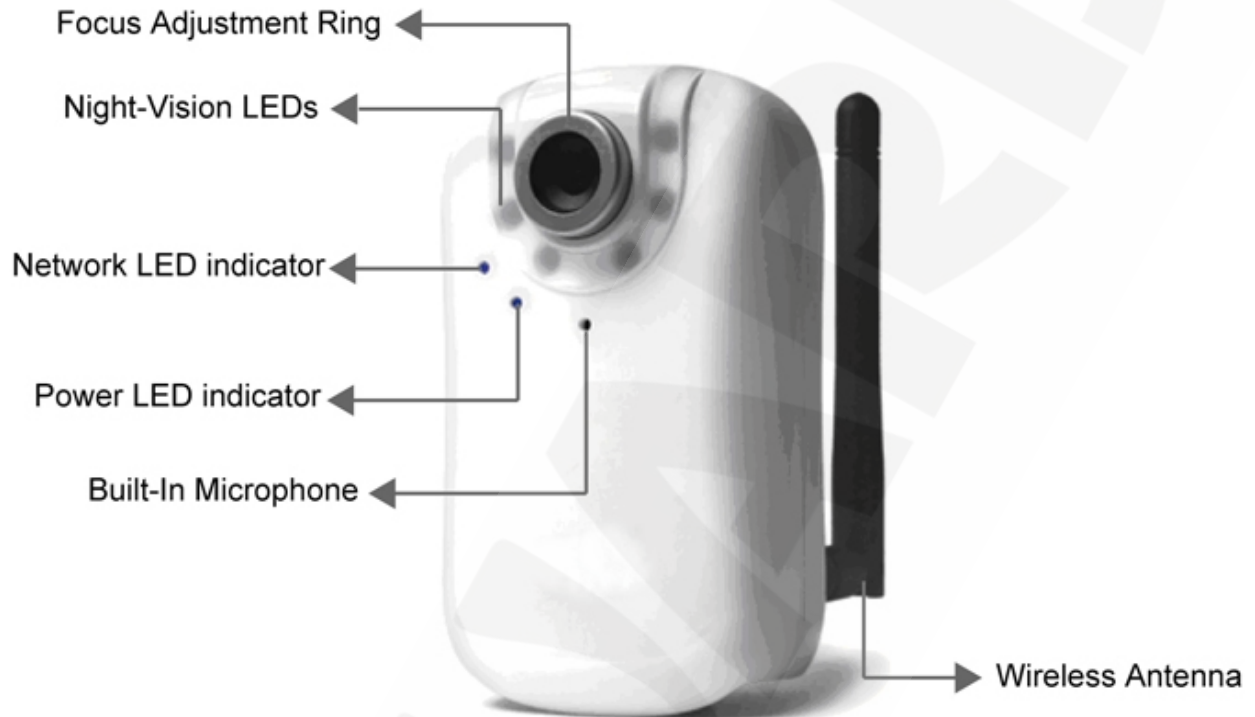 Focus Adjustment Ring
Night-Vision LEDs
Network LED indicator
Power LED indicator
Built-In Microphone
Wireless Antenna